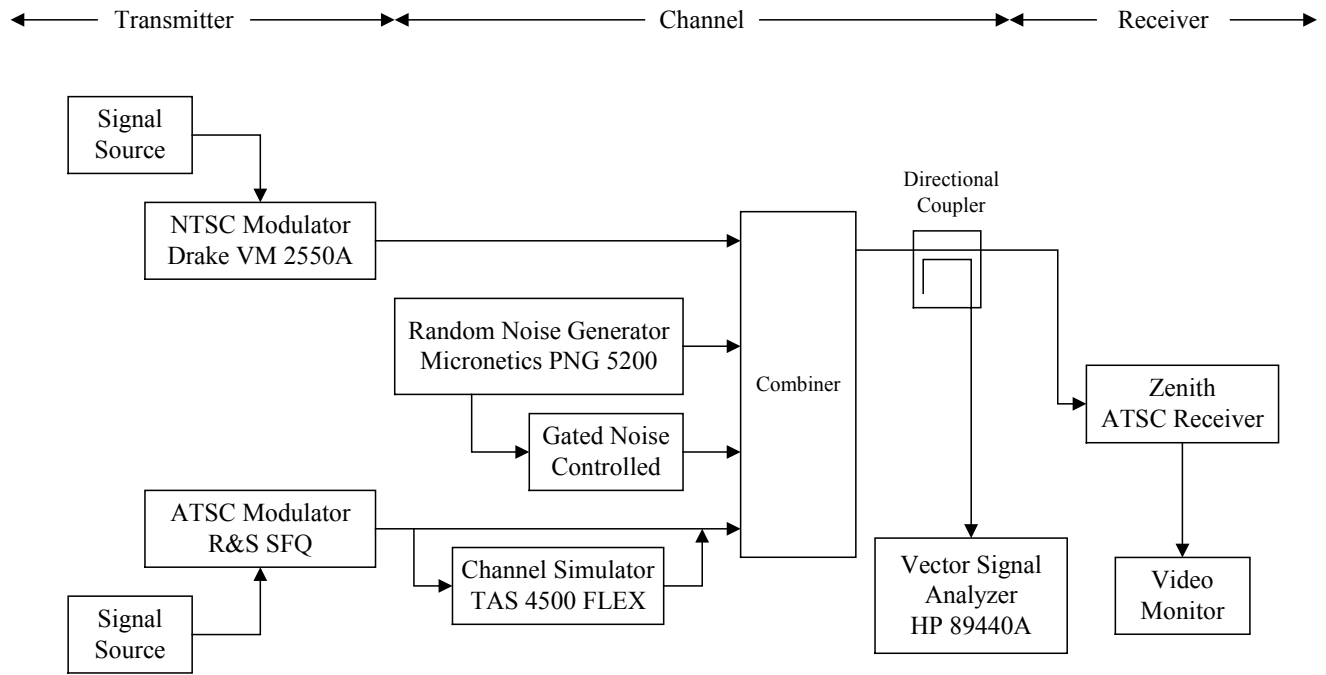 Transmitter
Channel
Receiver
Signal
Source
NTSC Modulator
Drake VM 2550A
Directional
Coupler
Random Noise Generator
Micronetics PNG 5200
Combiner
Zenith
ATSC Receiver
Gated Noise
Controlled
ATSC Modulator
R&S SFQ
Channel Simulator
TAS 4500 FLEX
Vector Signal
Analyzer
HP 89440A
Video
Monitor
Signal
Source